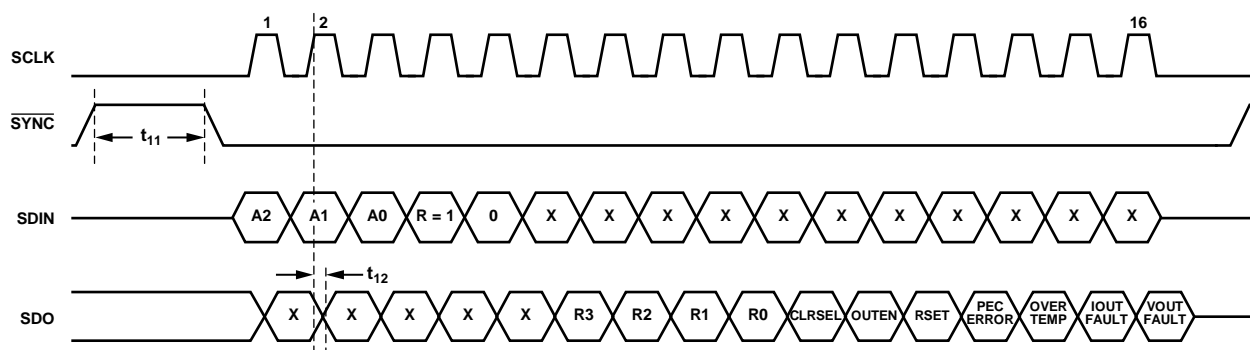 1 2 16
SCLK
SYNC
t11
SDIN A2 A1 A0 R = 1 0 X X X X X X X X X X X
t12
SDO X X X X X R3 R2 R1 R0 CLRSEL OUTEN RSET PEC ERROR OVER TEMP IOUT FAULT VOUT FAULT